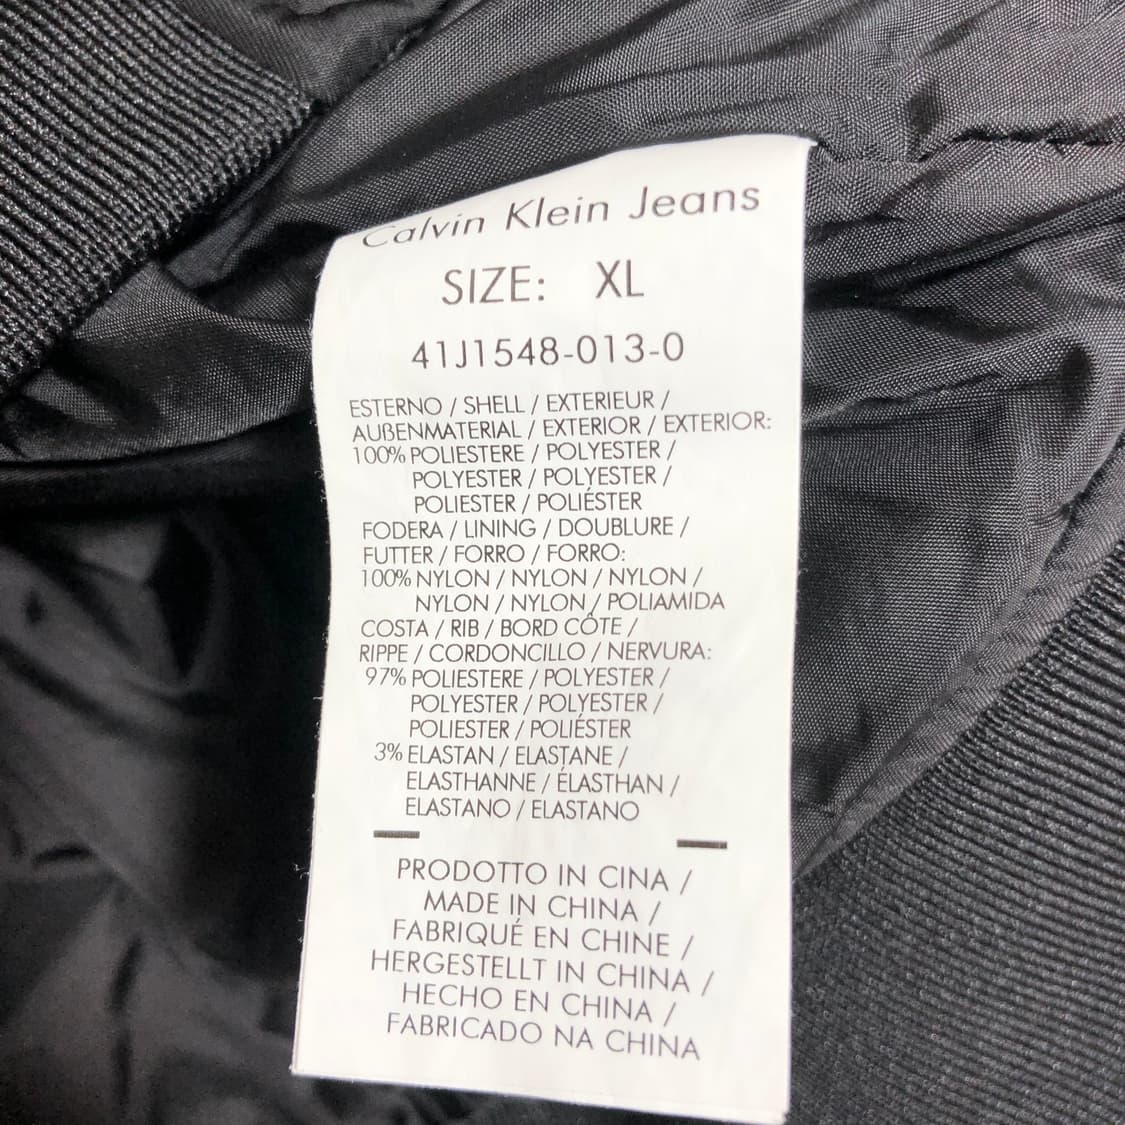 Calvin Klein Jeans
SIZE: XL
41J1548-013-0
ESTERNO / SHELL / EXTERIEUR /
AUßENMATERIAL / EXTERIOR / EXTERIOR:
100% POLIESTERE / POLYESTER /
POLYESTER / POLYESTER /
POLIESTER / POLIÉSTER
FODERA / LINING / DOUBLURE /
FUTTER / FORRO / FORRO:
100% NYLON / NYLON / NYLON /
NYLON / NYLON / POLIAMIDA
COSTA / RIB / BORD CÔTE /
RIPPE / CORDONCILLO / NERVURA:
97% POLIESTERE / POLYESTER /
POLYESTER / POLYESTER /
POLIESTER / POLIÉSTER
3% ELASTAN / ELASTANE /
ELASTHANNE / ÉLASTHAN /
ELASTANO / ELASTANO
PRODOTTO IN CINA /
MADE IN CHINA /
FABRIQUÉ EN CHINE /
HERGESTELLT IN CHINA /
HECHO EN CHINA /
FABRICADO NA CHINA